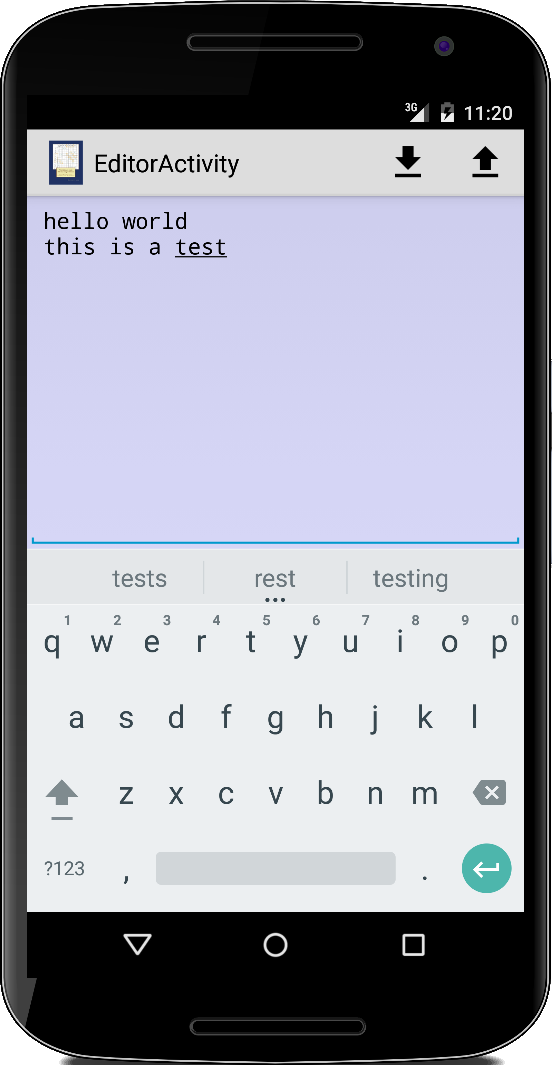 3G 11:20
EditorActivity
hello world
this is a test
tests rest testing
1 2 3 4 5 6 7 8 9 0
q w e r t y u i o p
a s d f g h j k l
z x c v b n m
?123 , .